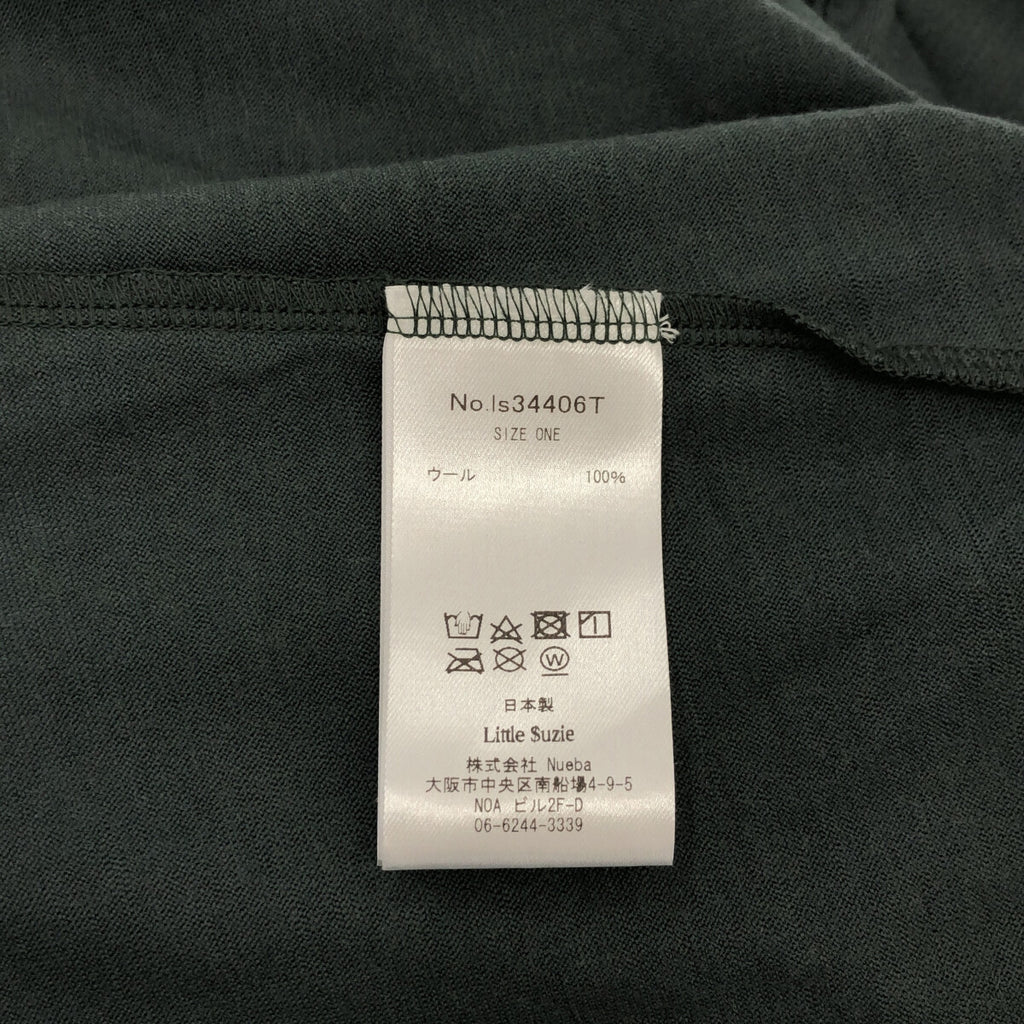 No.ls34406T
SIZE ONE
ウール 100%
W
日本製
Little $uzie
株式会社 Nueba
大阪市中央区南船場4-9-5
NOA ビル2F-D
06-6244-3339